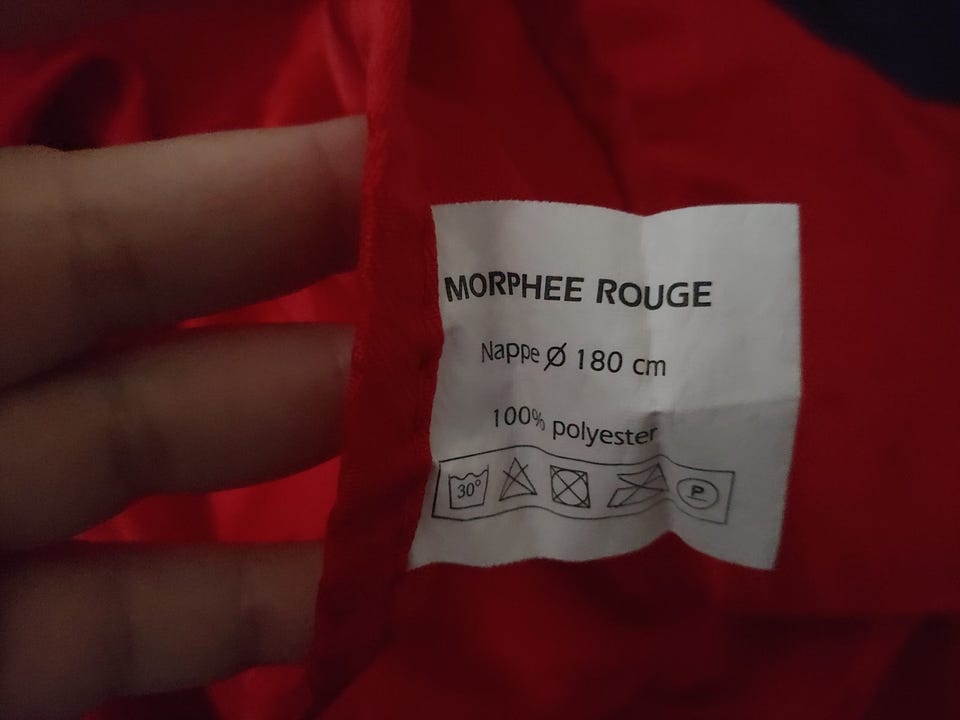 MORPHEE ROUGE
Nappe Ø 180 cm
100% polyester
30° P